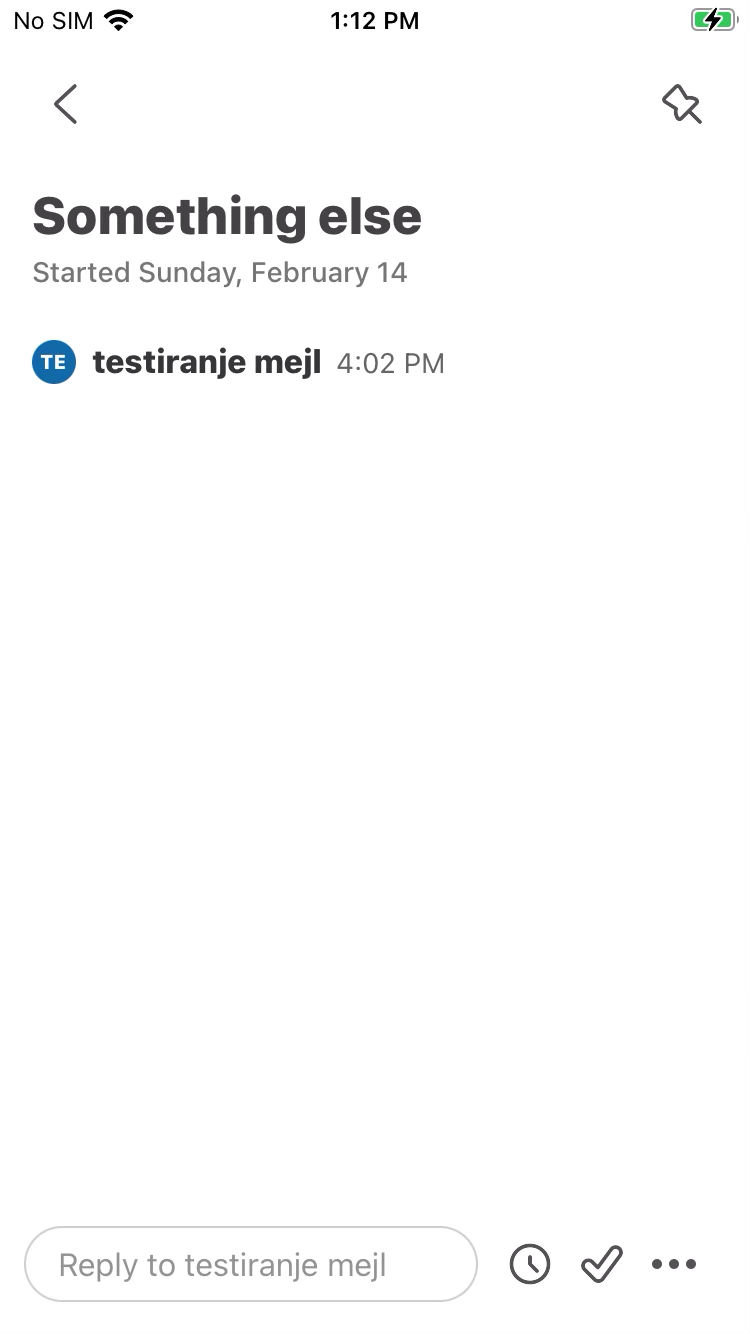 No SIM 1:12 PM
Something else
Started Sunday, February 14
TE testiranje mejl 4:02 PM
Reply to testiranje mejl